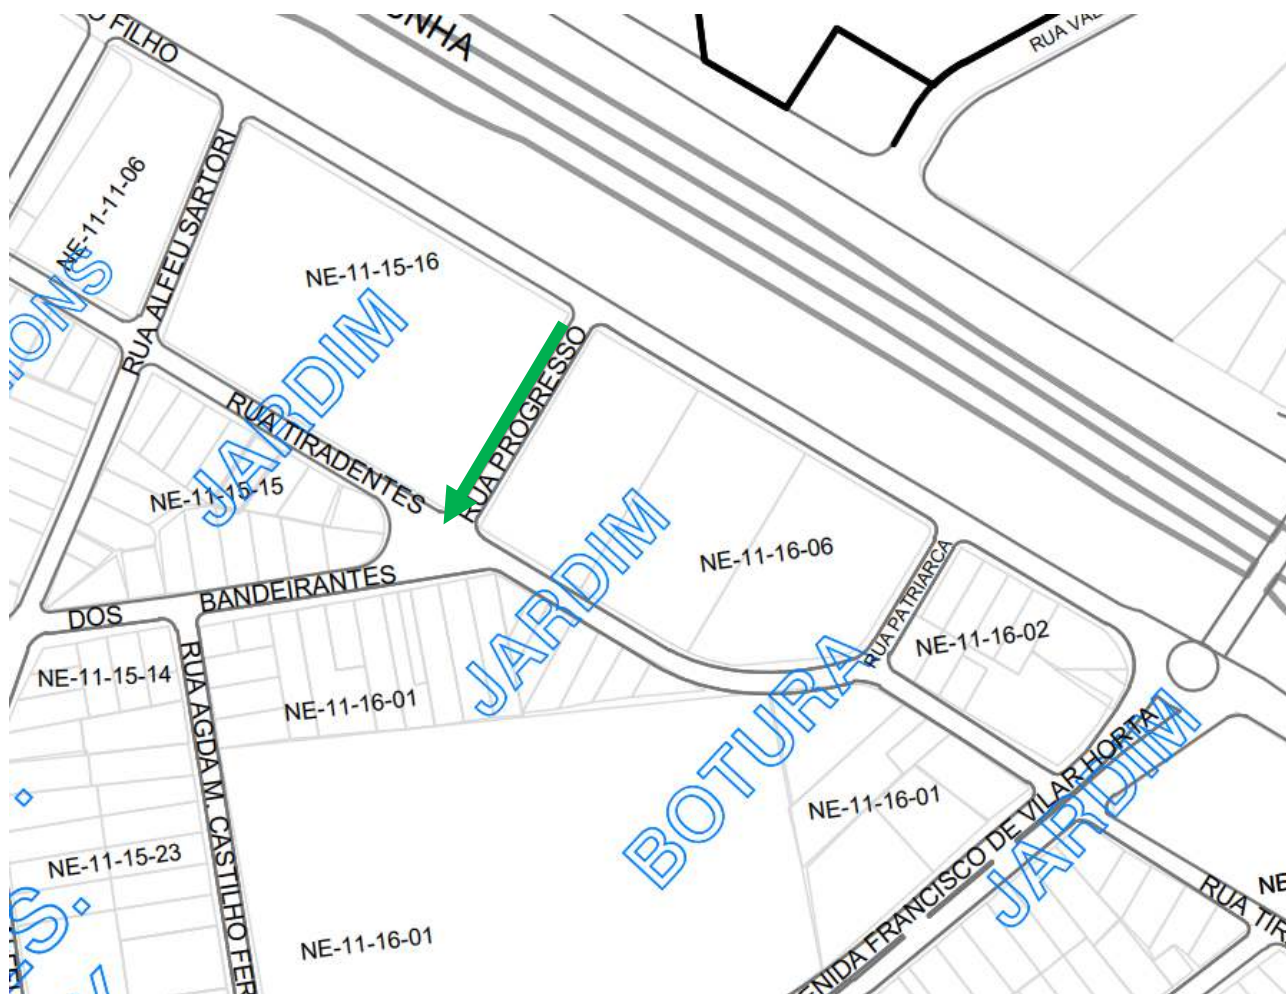 O FILHO
UNHA
RUA VAL
NE-11-11-06
RUA ALFEU SARTORI
NE-11-15-16
IONS
JARDIM
RUA PROGRESSO
RUA TIRADENTES
NE-11-15-15
JARDIM
NE-11-16-06
RUA PATRIARCA
NE-11-16-02
DOS BANDEIRANTES
NE-11-15-14
RUA AGDA M. CASTILHO FER
NE-11-16-01
BOTURA
JARDIM
NE-11-16-01
ENIDA FRANCISCO DE VILAR HORTA
NE-11-15-23
S.
NE-11-16-01
NE
RUA TIR